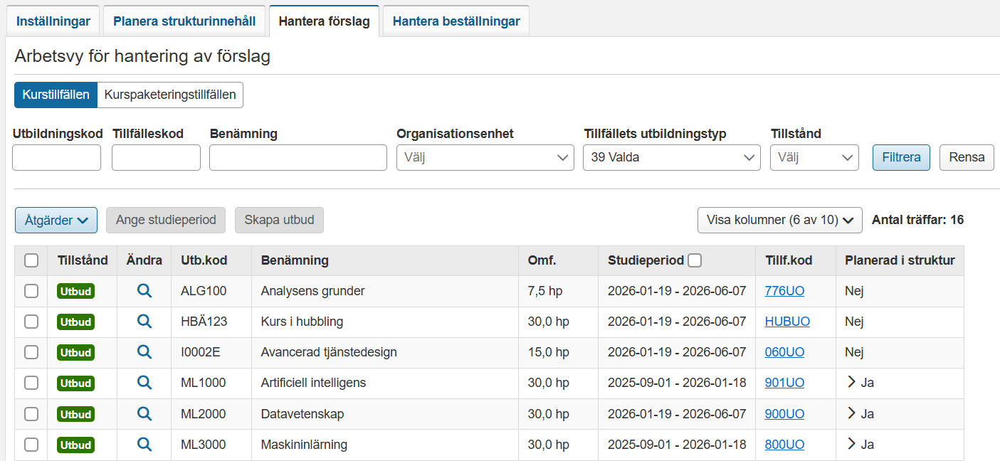 Inställningar Planera strukturinnehåll Hantera förslag Hantera beställningar
Arbetsvy för hantering av förslag
Kurstillfällen Kurspaketeringstillfällen
Utbildningskod Tillfälleskod Benämning Organisationsenhet Tillfällets utbildningstyp Tillstånd
Välj 39 Valda Välj Filtrera Rensa
Åtgärder Ange studieperiod Skapa utbud Visa kolumner (6 av 10) Antal träffar: 16
Tillstånd Ändra Utb.kod Benämning Omf. Studieperiod Tillf.kod Planerad i struktur
Utbud ALG100 Analysens grunder 7,5 hp 2026-01-19 - 2026-06-07 776UO Nej
Utbud HBÄ123 Kurs i hubbling 30,0 hp 2026-01-19 - 2026-06-07 HUBUO Nej
Utbud I0002E Avancerad tjänstedesign 15,0 hp 2026-01-19 - 2026-06-07 060UO Nej
Utbud ML1000 Artificiell intelligens 30,0 hp 2025-09-01 - 2026-01-18 901UO Ja
Utbud ML2000 Datavetenskap 30,0 hp 2026-01-19 - 2026-06-07 900UO Ja
Utbud ML3000 Maskininlärning 30,0 hp 2025-09-01 - 2026-01-18 800UO Ja